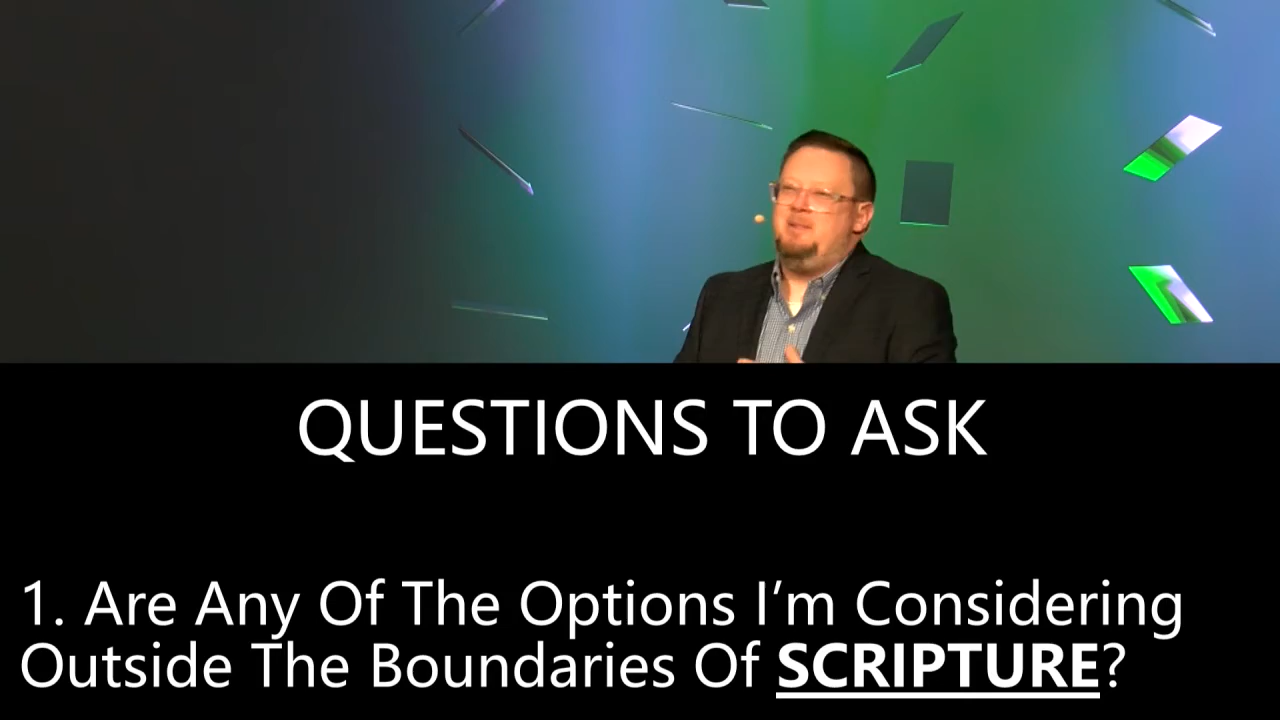 QUESTIONS TO ASK
1. Are Any Of The Options I’m Considering
Outside The Boundaries Of SCRIPTURE?